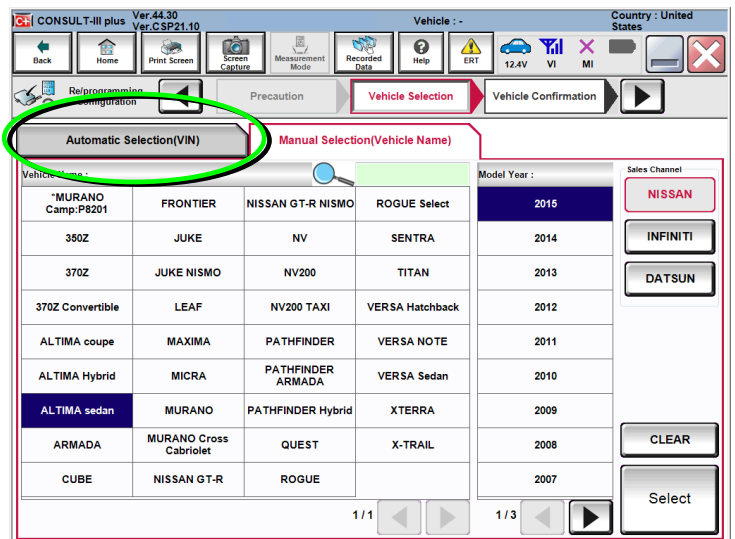 CONSULT-III plus Ver.44.30 Vehicle : - Country : United
Ver.CSP21.10 States
Back Home Print Screen Screen Capture Measurement Mode Recorded Data Help ERT 12.4V VI MI
Re/programming, Precaution Vehicle Selection Vehicle Confirmation
Configuration
Automatic Selection(VIN) Manual Selection(Vehicle Name)
Vehicle Name : Model Year : Sales Channel
*MURANO Camp:P8201 FRONTIER NISSAN GT-R NISMO ROGUE Select 2015 NISSAN
350Z JUKE NV SENTRA 2014 INFINITI
370Z JUKE NISMO NV200 TITAN 2013 DATSUN
370Z Convertible LEAF NV200 TAXI VERSA Hatchback 2012
ALTIMA coupe MAXIMA PATHFINDER VERSA NOTE 2011
ALTIMA Hybrid MICRA PATHFINDER ARMADA VERSA Sedan 2010
ALTIMA sedan MURANO PATHFINDER Hybrid XTERRA 2009
ARMADA MURANO Cross Cabriolet QUEST X-TRAIL 2008 CLEAR
CUBE NISSAN GT-R ROGUE 2007 Select
1/1 1/3